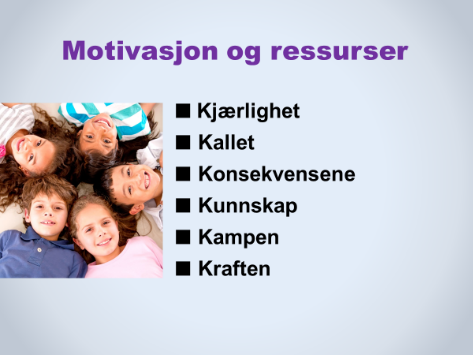 Motivasjon og ressurser
■ Kjærlighet
■ Kallet
■ Konsekvensene
■ Kunnskap
■ Kampen
■ Kraften